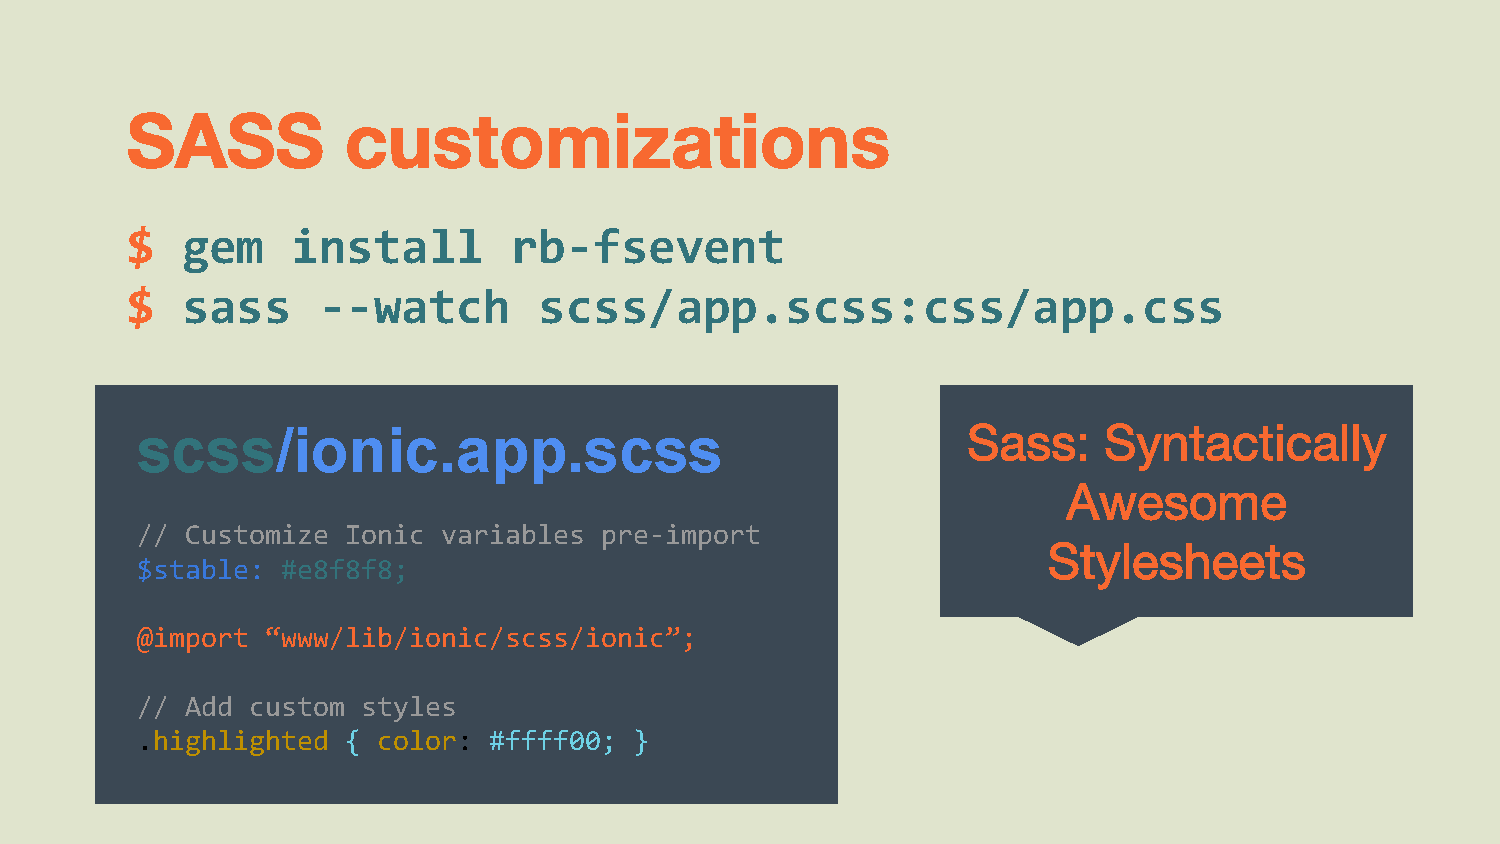 SASS customizations
$ gem install rb-fsevent
$ sass --watch scss/app.scss:css/app.css
scss/ionic.app.scss
// Customize Ionic variables pre-import
$stable: #e8f8f8;
@import “www/lib/ionic/scss/ionic”;
// Add custom styles
.highlighted { color: #ffff00; }
Sass: Syntactically
Awesome
Stylesheets